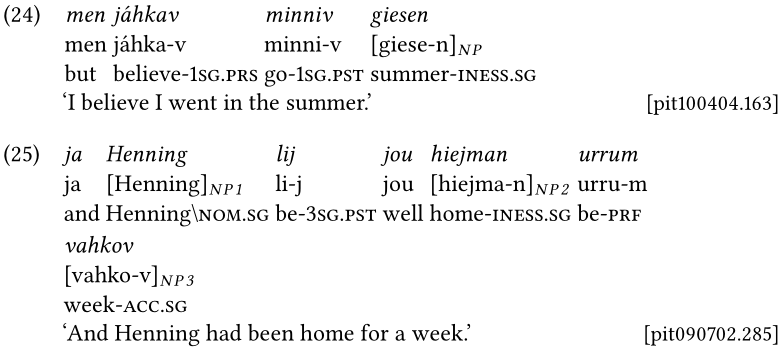 (24) men jáhkav minniv giesen
men jáhka-v minni-v [giese-n]NP
but believe-1SG.PRS go-1SG.PST summer-INESS.SG
‘I believe I went in the summer.’ [pit100404.163]
(25) ja Henning lij jou hiejman urrum
ja [Henning]NP1 li-j jou [hiejma-n]NP2 urru-m
and Henning\NOM.SG be-3SG.PST well home-INESS.SG be-PRF
vahkov
[vahko-v]NP3
week-ACC.SG
‘And Henning had been home for a week.’ [pit090702.285]